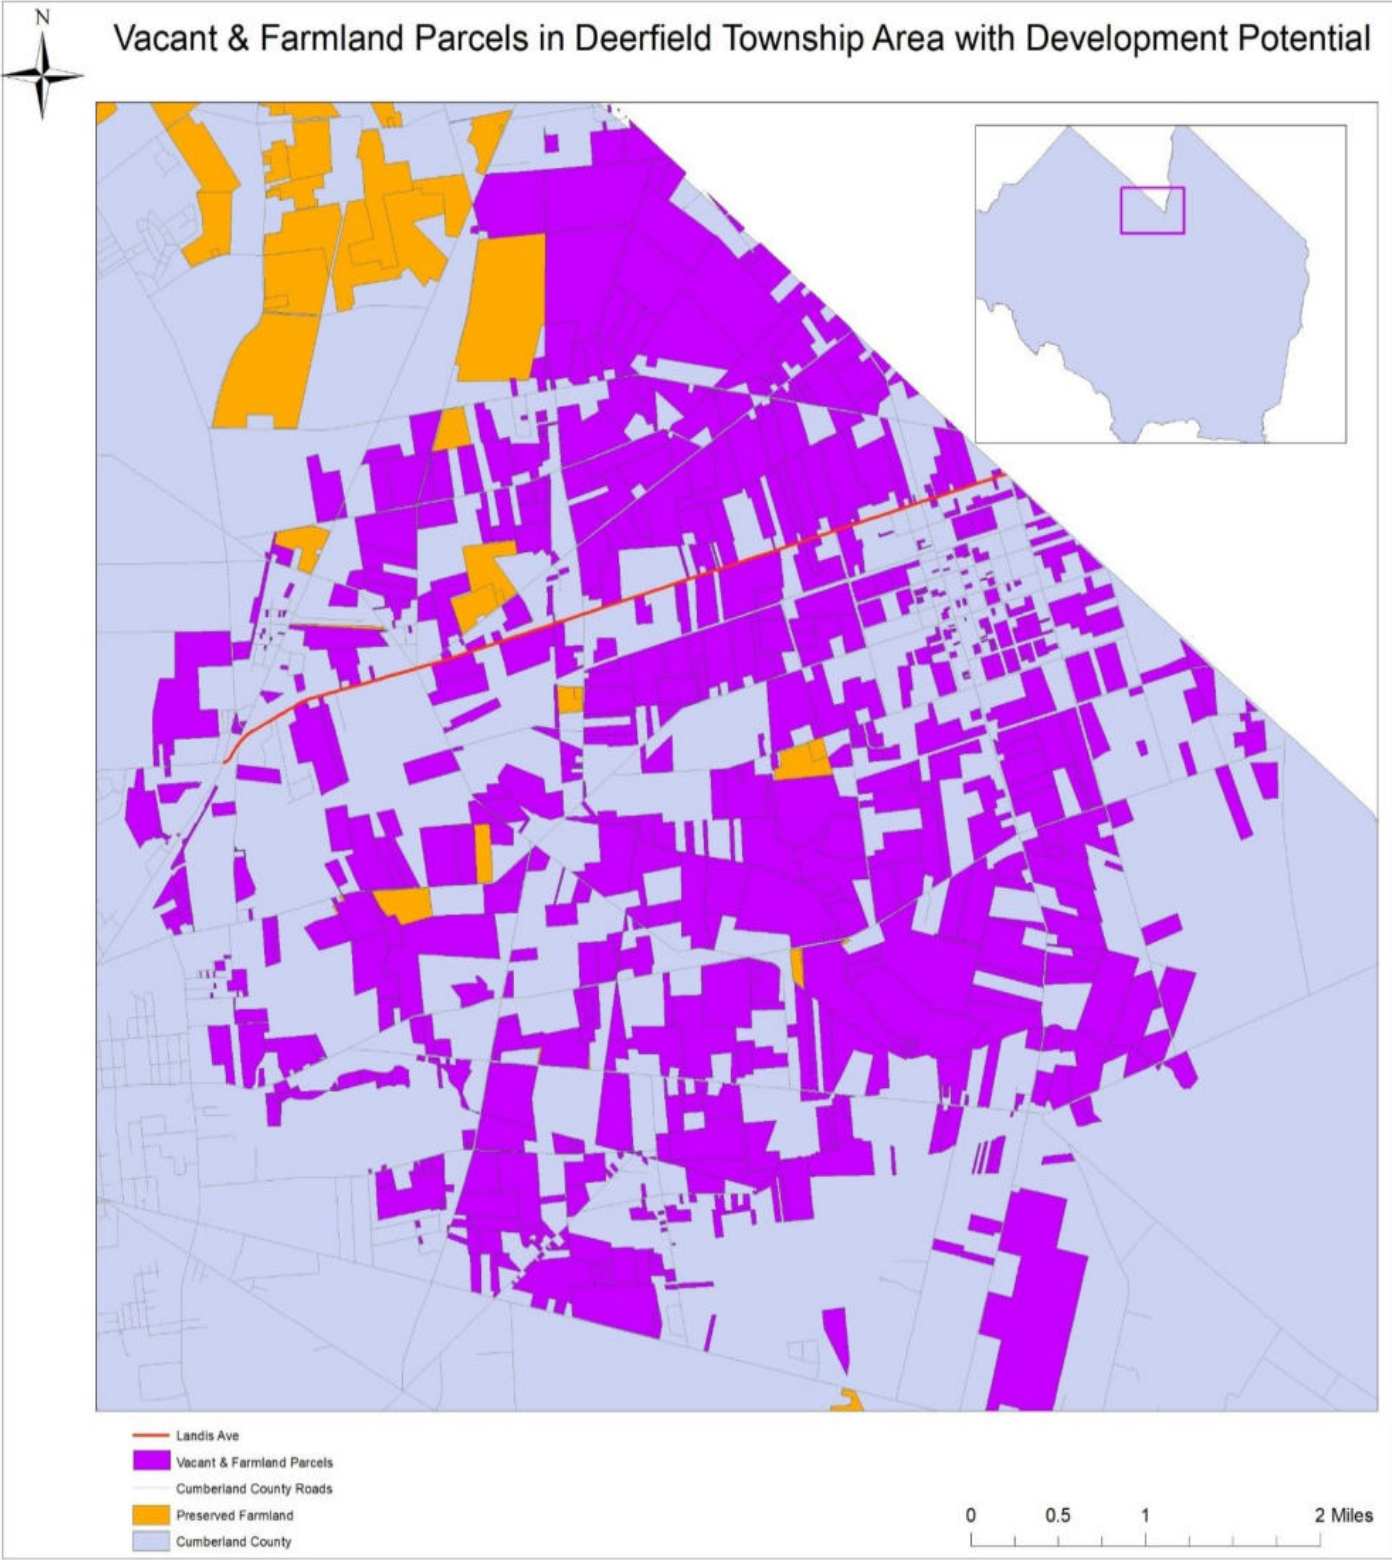 N
Vacant & Farmland Parcels in Deerfield Township Area with Development Potential
Landis Ave
Vacant & Farmland Parcels
Cumberland County Roads
Preserved Farmland
Cumberland County
0 0.5 1 2 Miles